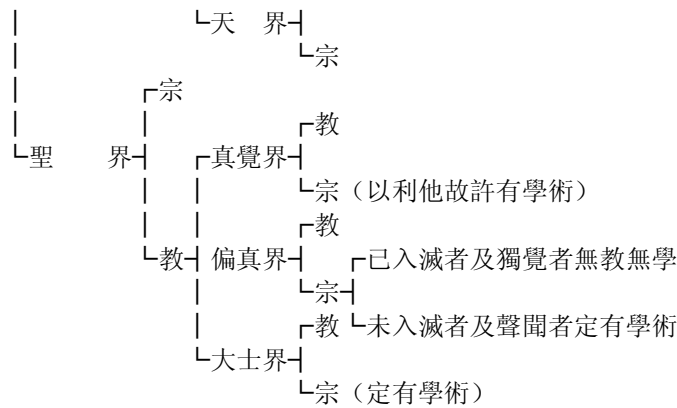 天　界
宗
宗
教
聖　　界
真覺界
宗（以利他故許有學術）
教
已入滅者及獨覺者無教無學
教
偏真界
宗
教
未入滅者及聲聞者定有學術
大士界
宗（定有學術）